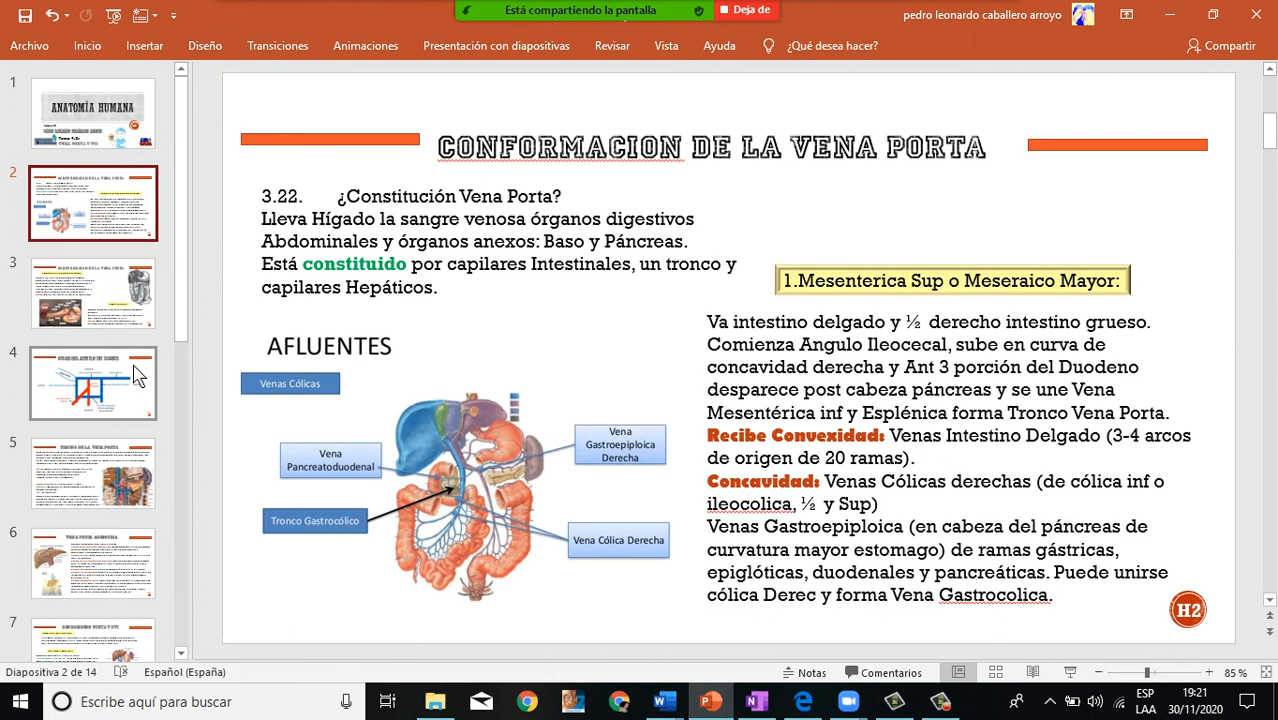 Está compartiendo la pantalla
Deja de
pedro leonardo caballero arroyo
Archivo Inicio Insertar Diseño Transiciones Animaciones Presentación con diapositivas Revisar Vista Ayuda ¿Qué desea hacer? Compartir
1
ANATOMÍA HUMANA
2
3
4
5
6
7
CONFORMACION DE LA VENA PORTA
3.22. ¿Constitución Vena Porta?
Lleva Hígado la sangre venosa órganos digestivos
Abdominales y órganos anexos: Baso y Páncreas.
Está constituido por capilares Intestinales, un tronco y
capilares Hepáticos.
AFLUENTES
Venas Cólicas
Vena
Pancreatoduodenal
Tronco Gastrocólico
Vena
Gastroepiploica
Derecha
Vena Cólica Derecha
1.Mesenterica Sup o Meseraico Mayor:
Va intestino delgado y ½ derecho intestino grueso.
Comienza Angulo Ileocecal, sube en curva de
concavidad derecha y Ant 3 porción del Duodeno
desparece post cabeza páncreas y se une Vena
Mesentérica inf y Esplénica forma Tronco Vena Porta.
Recibe Convexidad: Venas Intestino Delgado (3-4 arcos
de origen de 20 ramas).
Concavidad: Venas Cólicas derechas (de cólica inf o
ileocolica, ½ y Sup)
Venas Gastroepiploica (en cabeza del páncreas de
curvatura mayor estomago) de ramas gástricas,
epiglóticas, duodenales y pancreáticas. Puede unirse
cólica Derec y forma Vena Gastrocolica.
H2
Diapositiva 2 de 14 Español (España) Notas Comentarios 85 %
Escribe aquí para buscar
ESP
LAA
19:21
30/11/2020